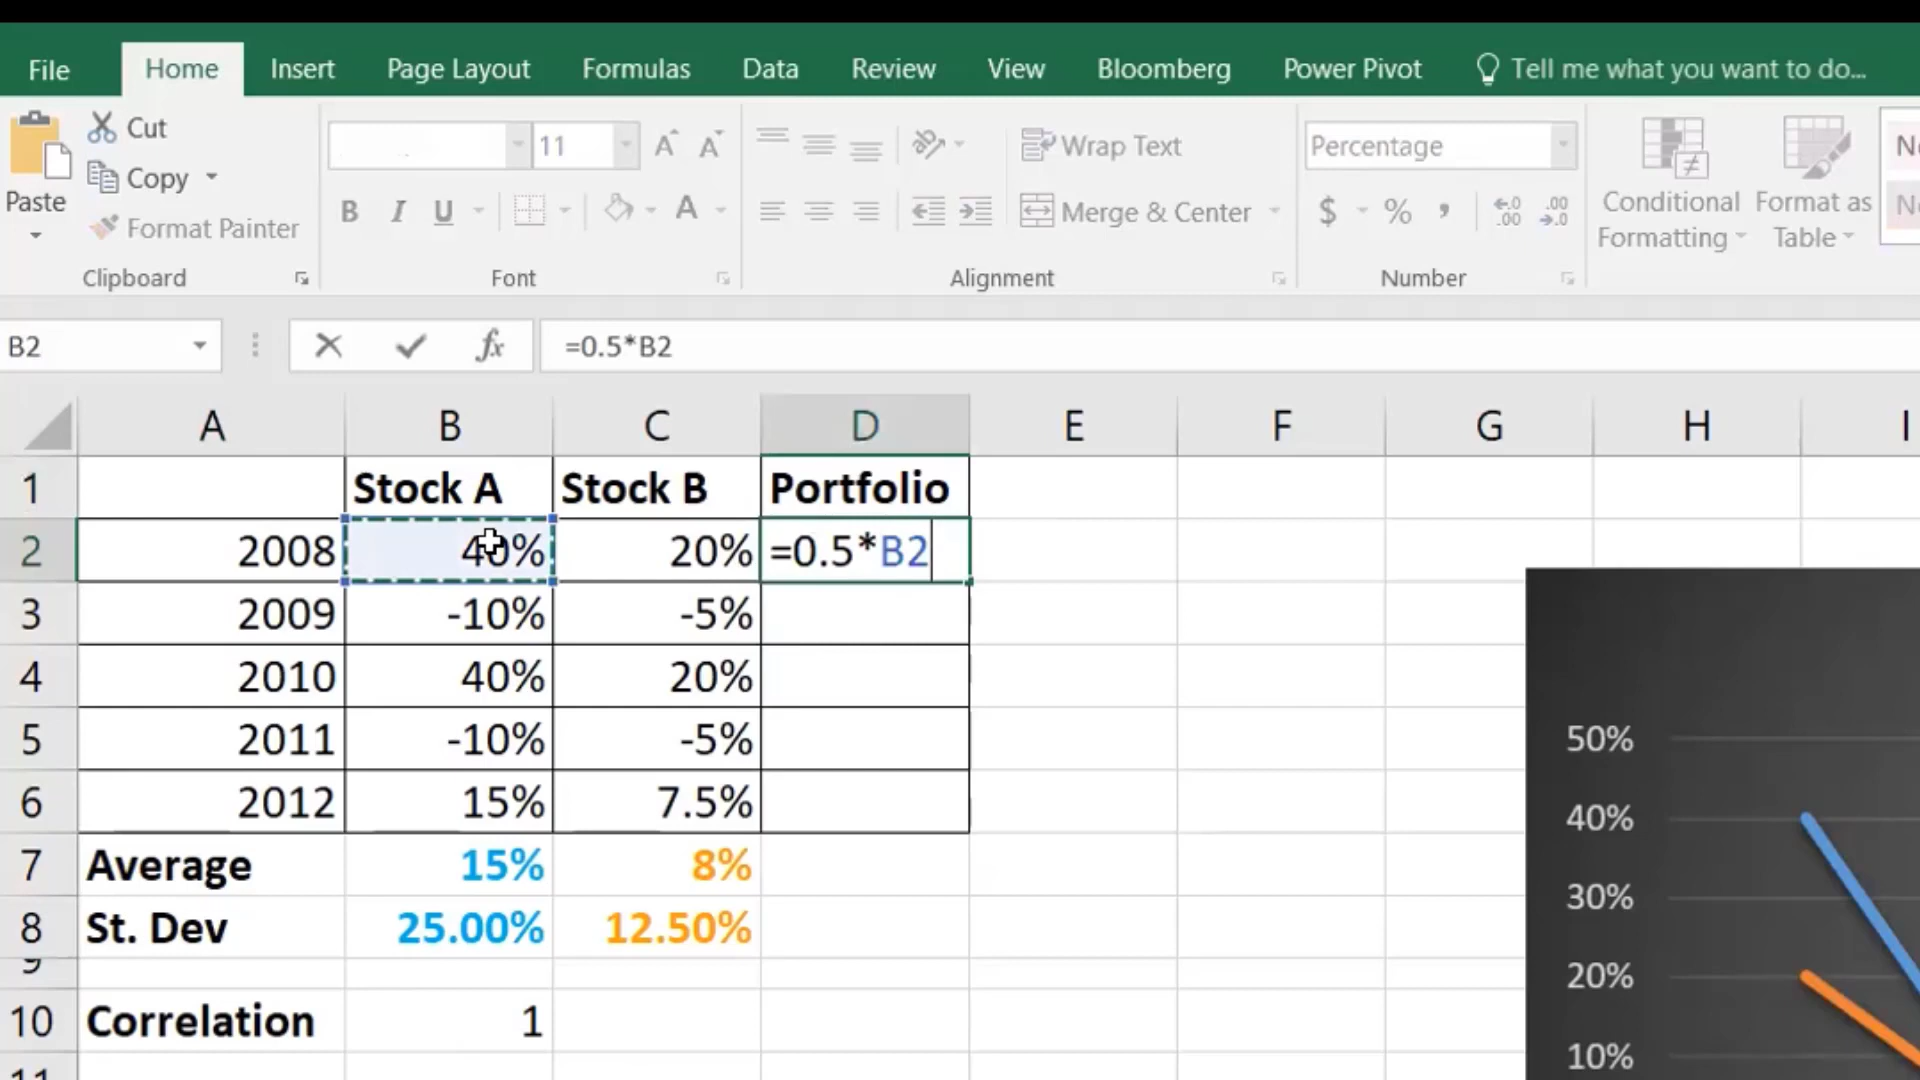 File Home Insert Page Layout Formulas Data Review View Bloomberg Power Pivot Tell me what you want to do...
Paste
Cut
Copy
Format Painter
Clipboard
11
B I U
Font
Wrap Text
Merge & Center
Alignment
Percentage
$ % ,
Number
Conditional
Formatting
Format as
Table
B2 fx =0.5*B2
A B C D E F G H I
1 Stock A Stock B Portfolio
2 2008 40% 20% =0.5*B2
3 2009 -10% -5%
4 2010 40% 20%
5 2011 -10% -5%
6 2012 15% 7.5%
7 Average 15% 8%
8 St. Dev 25.00% 12.50%
9
10 Correlation 1
11
50%
40%
30%
20%
10%